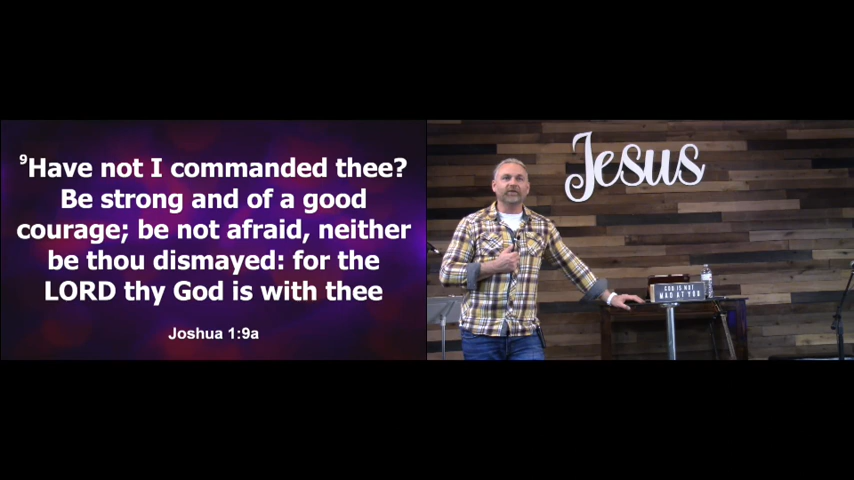 9Have not I commanded thee?
Be strong and of a good
courage; be not afraid, neither
be thou dismayed: for the
LORD thy God is with thee
Joshua 1:9a
Jesus
GOD IS NOT
MAD AT YOU